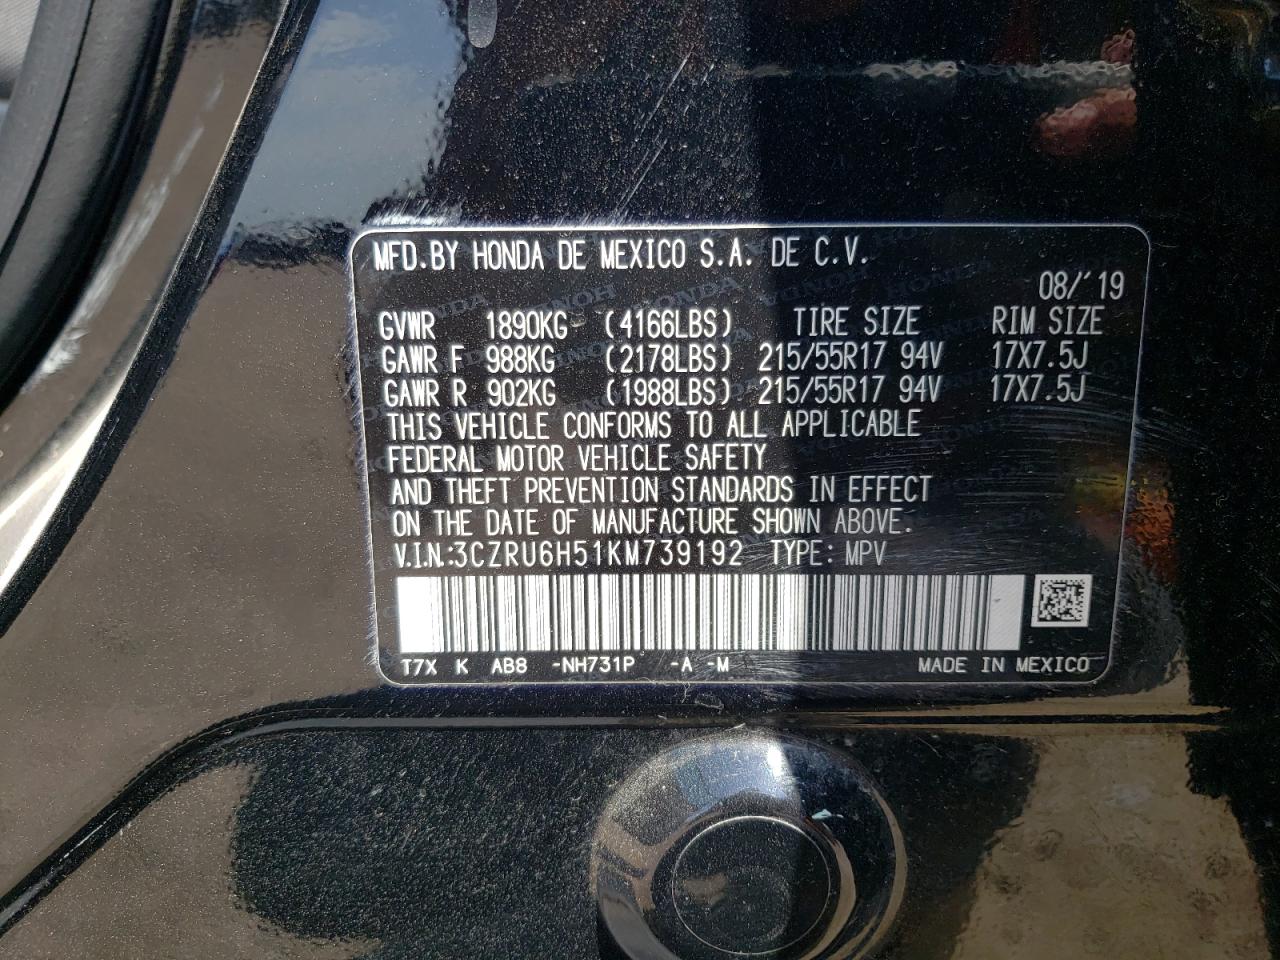 MFD.BY HONDA DE MEXICO S.A. DE C.V.
08/'19
GVWR 1890KG (4166LBS) TIRE SIZE RIM SIZE
GAWR F 988KG (2178LBS) 215/55R17 94V 17X7.5J
GAWR R 902KG (1988LBS) 215/55R17 94V 17X7.5J
THIS VEHICLE CONFORMS TO ALL APPLICABLE
FEDERAL MOTOR VEHICLE SAFETY
AND THEFT PREVENTION STANDARDS IN EFFECT
ON THE DATE OF MANUFACTURE SHOWN ABOVE.
V.I.N.:3CZRU6H51KM739192 TYPE: MPV
T7X K AB8 -NH731P -A -M MADE IN MEXICO